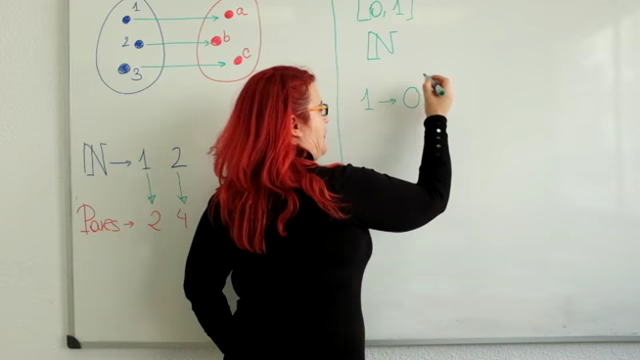 1 a
2 b
3 c
ℕ → 1 2
Pares → 2 4
[0,1]
ℕ
1 → 0